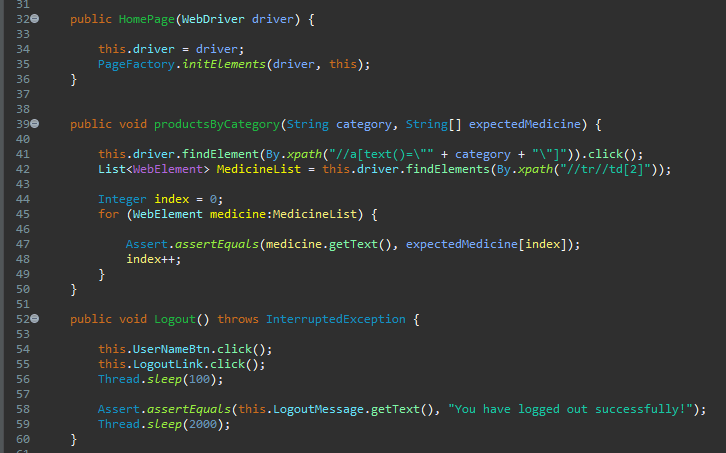 31
32 public HomePage(WebDriver driver) {
33
34 this.driver = driver;
35 PageFactory.initElements(driver, this);
36 }
37
38
39 public void productsByCategory(String category, String[] expectedMedicine) {
40
41 this.driver.findElement(By.xpath("//a[text()=\"" + category + "\"]")).click();
42 List<WebElement> MedicineList = this.driver.findElements(By.xpath("//tr//td[2]"));
43
44 Integer index = 0;
45 for (WebElement medicine:MedicineList) {
46
47 Assert.assertEquals(medicine.getText(), expectedMedicine[index]);
48 index++;
49 }
50 }
51
52 public void Logout() throws InterruptedException {
53
54 this.UserNameBtn.click();
55 this.LogoutLink.click();
56 Thread.sleep(100);
57
58 Assert.assertEquals(this.LogoutMessage.getText(), "You have logged out successfully!");
59 Thread.sleep(2000);
60 }
61